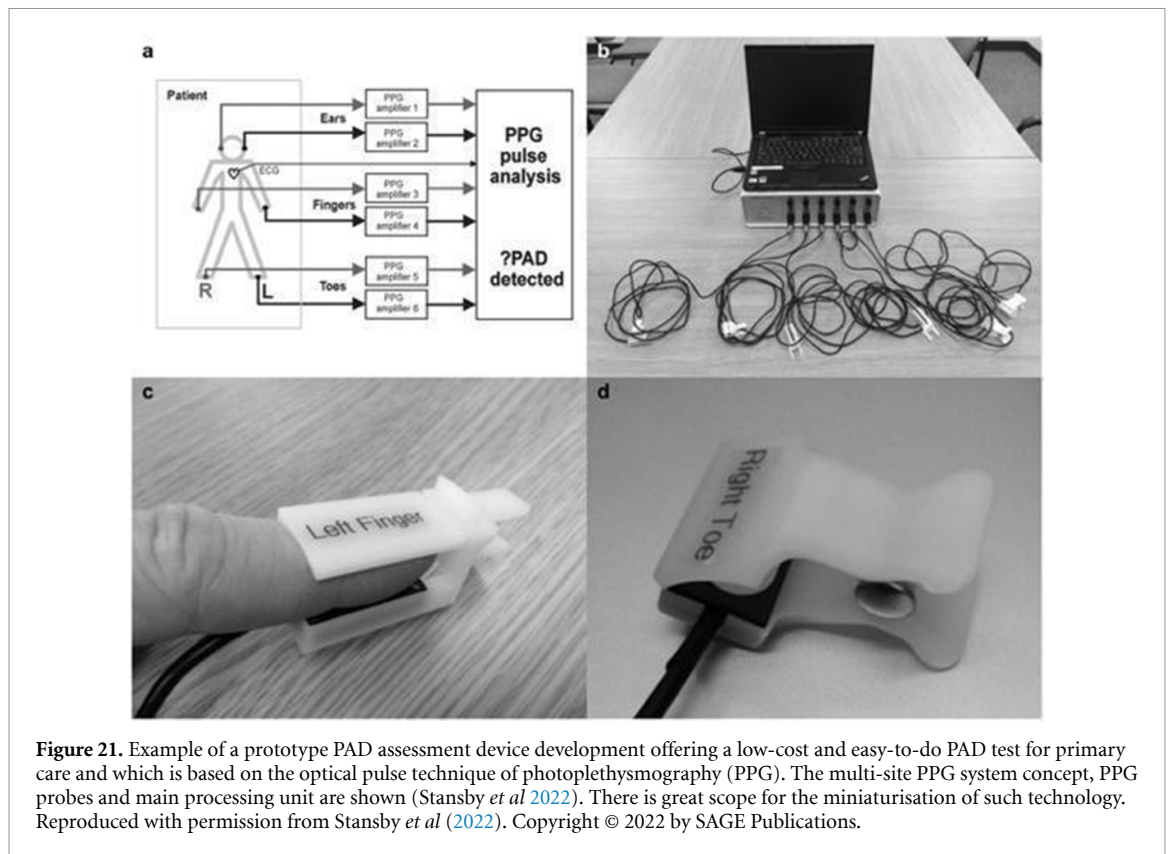 a
Patient
PPG
amplifier 1
Ears
PPG
amplifier 2
ECG
PPG
amplifier 3
Fingers
PPG
amplifier 4
PPG
amplifier 5
Toes
PPG
amplifier 6
R
L
PPG
pulse
analysis
?PAD
detected
b
c
Left Finger
d
Right Toe
Figure 21. Example of a prototype PAD assessment device development offering a low-cost and easy-to-do PAD test for primary
care and which is based on the optical pulse technique of photoplethysmography (PPG). The multi-site PPG system concept, PPG
probes and main processing unit are shown (Stansby et al 2022). There is great scope for the miniaturisation of such technology.
Reproduced with permission from Stansby et al (2022). Copyright © 2022 by SAGE Publications.